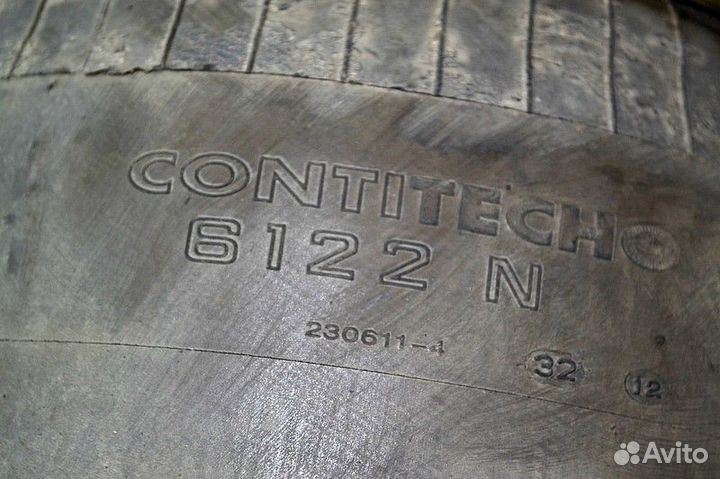 CONTITECH
6122 N
230611-4
32 12
Avito